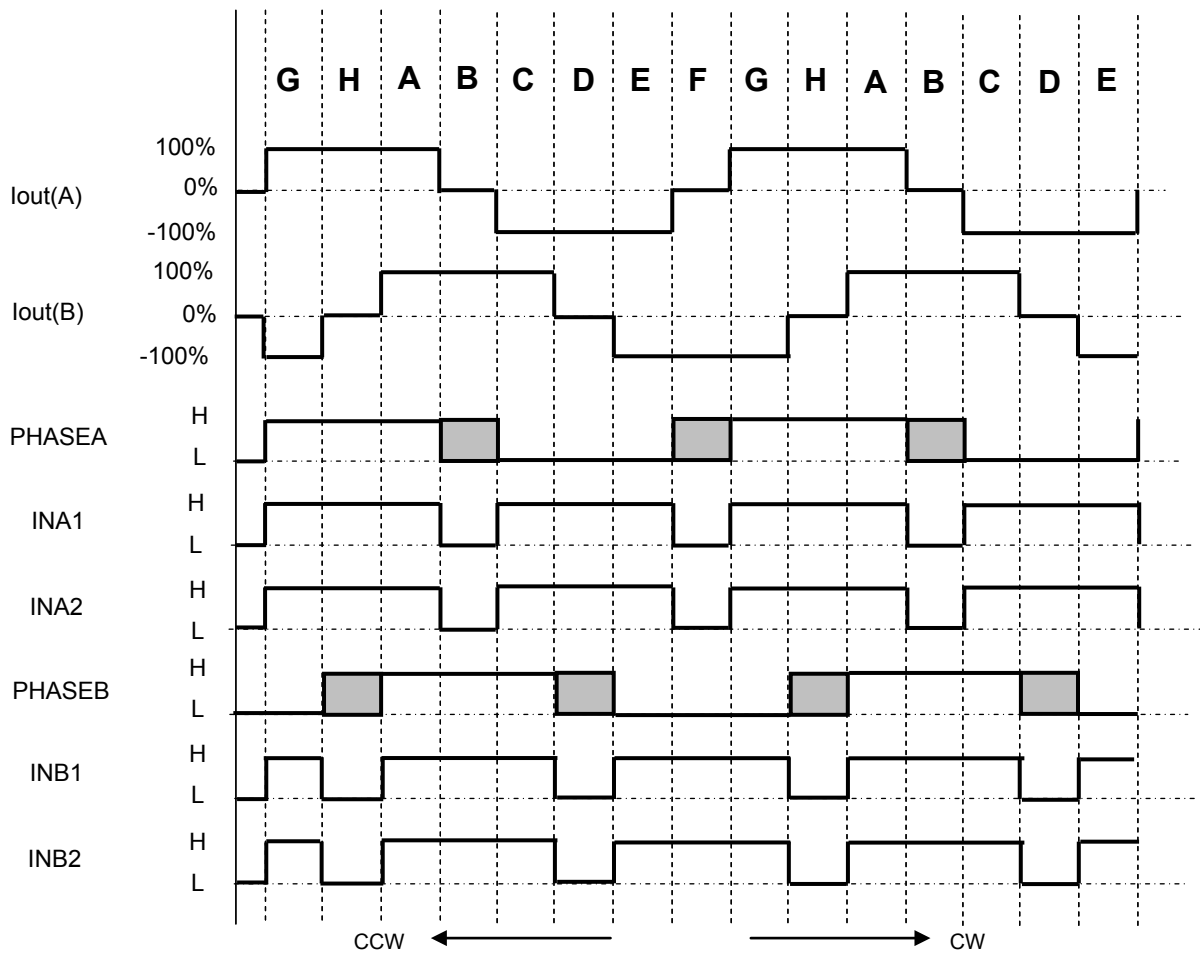 G H A B C D E F G H A B C D E
100%
Iout(A) 0%
-100%
100%
Iout(B) 0%
-100%
H
PHASEA
L
H
INA1
L
H
INA2
L
H
PHASEB
L
H
INB1
L
H
INB2
L
CCW CW